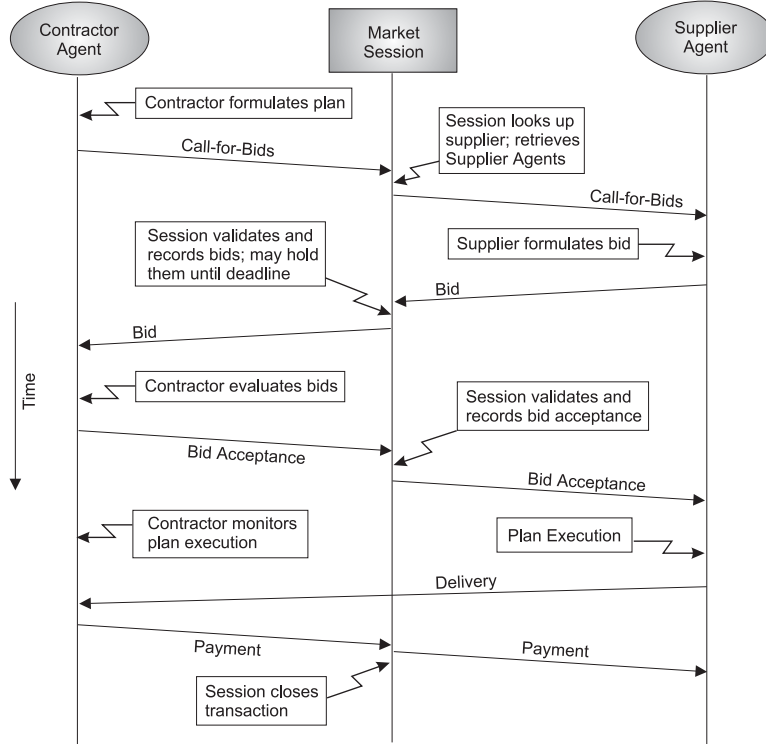 Contractor
Agent
Market
Session
Supplier
Agent
Contractor formulates plan
Session looks up
supplier; retrieves
Supplier Agents
Call-for-Bids
Call-for-Bids
Session validates and
records bids; may hold
them until deadline
Supplier formulates bid
Bid
Bid
Time
Contractor evaluates bids
Session validates and
records bid acceptance
Bid Acceptance
Bid Acceptance
Contractor monitors
plan execution
Plan Execution
Delivery
Payment
Payment
Session closes
transaction